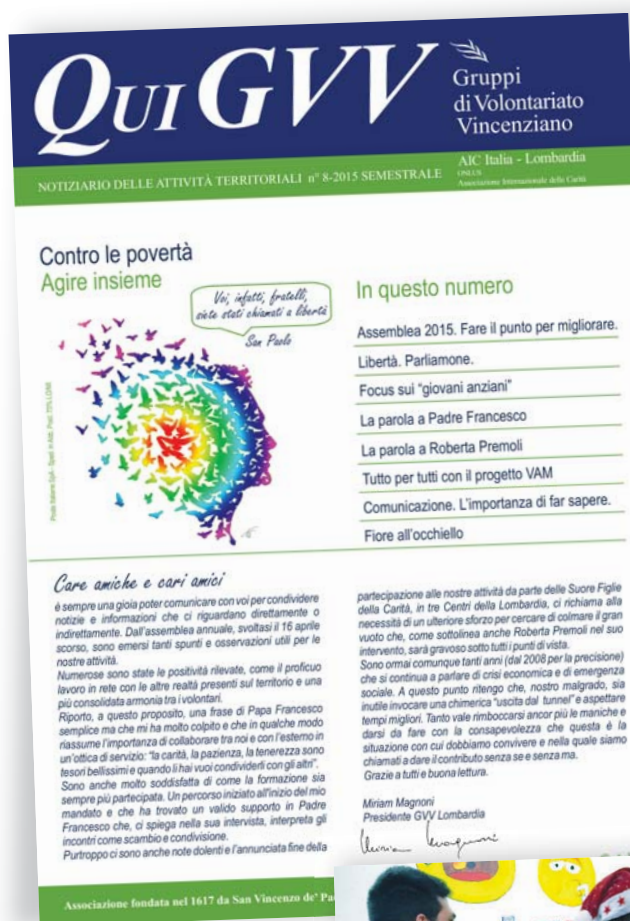 QUI GVV
Gruppi
di Volontariato
Vincenziano
NOTIZIARIO DELLE ATTIVITÀ TERRITORIALI n° 8-2015 SEMESTRALE
AIC Italia - Lombardia
ONLUS
Associazione Internazionale delle Carità
Contro le povertà
Agire insieme
Voi, infatti, fratelli,
siete stati chiamati a libertà
San Paolo
Poste Italiane SpA - Sped. in Abb. Post. 70% LO/MI
In questo numero
Assemblea 2015. Fare il punto per migliorare.
Libertà. Parliamone.
Focus sui “giovani anziani”
La parola a Padre Francesco
La parola a Roberta Premoli
Tutto per tutti con il progetto VAM
Comunicazione. L’importanza di far sapere.
Fiore all’occhiello
Care amiche e cari amici
è sempre una gioia poter comunicare con voi per condividere
notizie e informazioni che ci riguardano direttamente o
indirettamente. Dall’assemblea annuale, svoltasi il 16 aprile
scorso, sono emersi tanti spunti e osservazioni utili per le
nostre attività.
Numerose sono state le positività rilevate, come il proficuo
lavoro in rete con le altre realtà presenti sul territorio e una
più consolidata armonia tra i volontari.
Riporto, a questo proposito, una frase di Papa Francesco
semplice ma che mi ha molto colpito e che in qualche modo
riassume l’importanza di collaborare tra noi e con l’esterno in
un’ottica di servizio: “la carità, la pazienza, la tenerezza sono
tesori bellissimi e quando li hai vuoi condividerli con gli altri”.
Sono anche molto soddisfatta di come la formazione sia
sempre più partecipata. Un percorso iniziato all’inizio del mio
mandato e che ha trovato un valido supporto in Padre
Francesco che, ci spiega nella sua intervista, interpreta gli
incontri come scambio e condivisione.
Purtroppo ci sono anche note dolenti e l’annunciata fine della
partecipazione alle nostre attività da parte delle Suore Figlie
della Carità, in tre Centri della Lombardia, ci richiama alla
necessità di un ulteriore sforzo per cercare di colmare il gran
vuoto che, come sottolinea anche Roberta Premoli nel suo
intervento, sarà gravoso sotto tutti i punti di vista.
Sono ormai comunque tanti anni (dal 2008 per la precisione)
che si continua a parlare di crisi economica e di emergenza
sociale. A questo punto ritengo che, nostro malgrado, sia
inutile invocare una chimerica “uscita dal tunnel” e aspettare
tempi migliori. Tanto vale rimboccarsi ancor più le maniche e
darsi da fare con la consapevolezza che questa è la
situazione con cui dobbiamo convivere e nella quale siamo
chiamati a dare il contributo senza se e senza ma.
Grazie a tutti e buona lettura.
Miriam Magnoni
Presidente GVV Lombardia
Miriam Magnoni
Associazione fondata nel 1617 da San Vincenzo de’ Pa